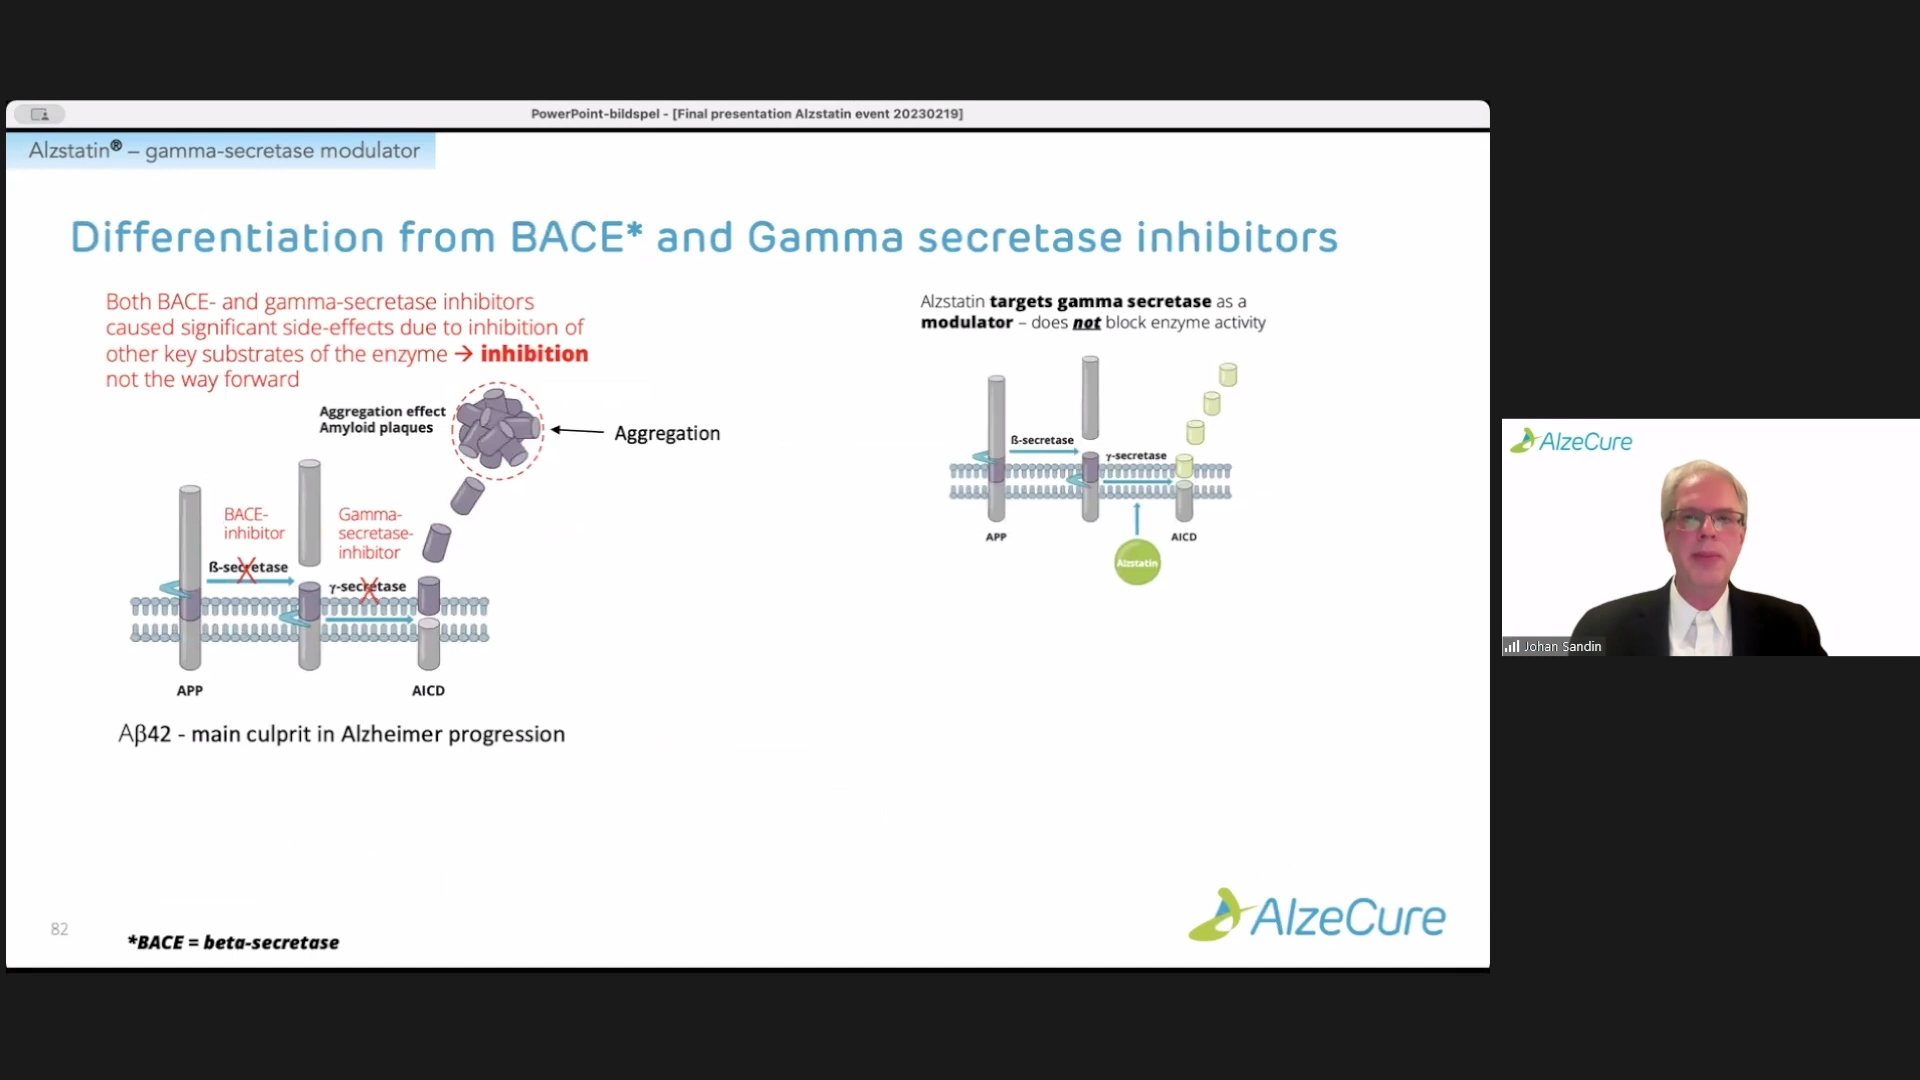 PowerPoint-bildspel - [Final presentation Alzstatin event 20230219]
Alzstatin® – gamma-secretase modulator
Differentiation from BACE* and Gamma secretase inhibitors
Both BACE- and gamma-secretase inhibitors
caused significant side-effects due to inhibition of
other key substrates of the enzyme → inhibition
not the way forward
Aggregation effect
Amyloid plaques
Aggregation
BACE-
inhibitor
Gamma-
secretase-
inhibitor
ß-secretase
γ-secretase
APP
AICD
Aβ42 - main culprit in Alzheimer progression
Alzstatin targets gamma secretase as a
modulator – does not block enzyme activity
ß-secretase
γ-secretase
APP
AICD
Alzstatin
82
*BACE = beta-secretase
AlzeCure
AlzeCure
Johan Sandin